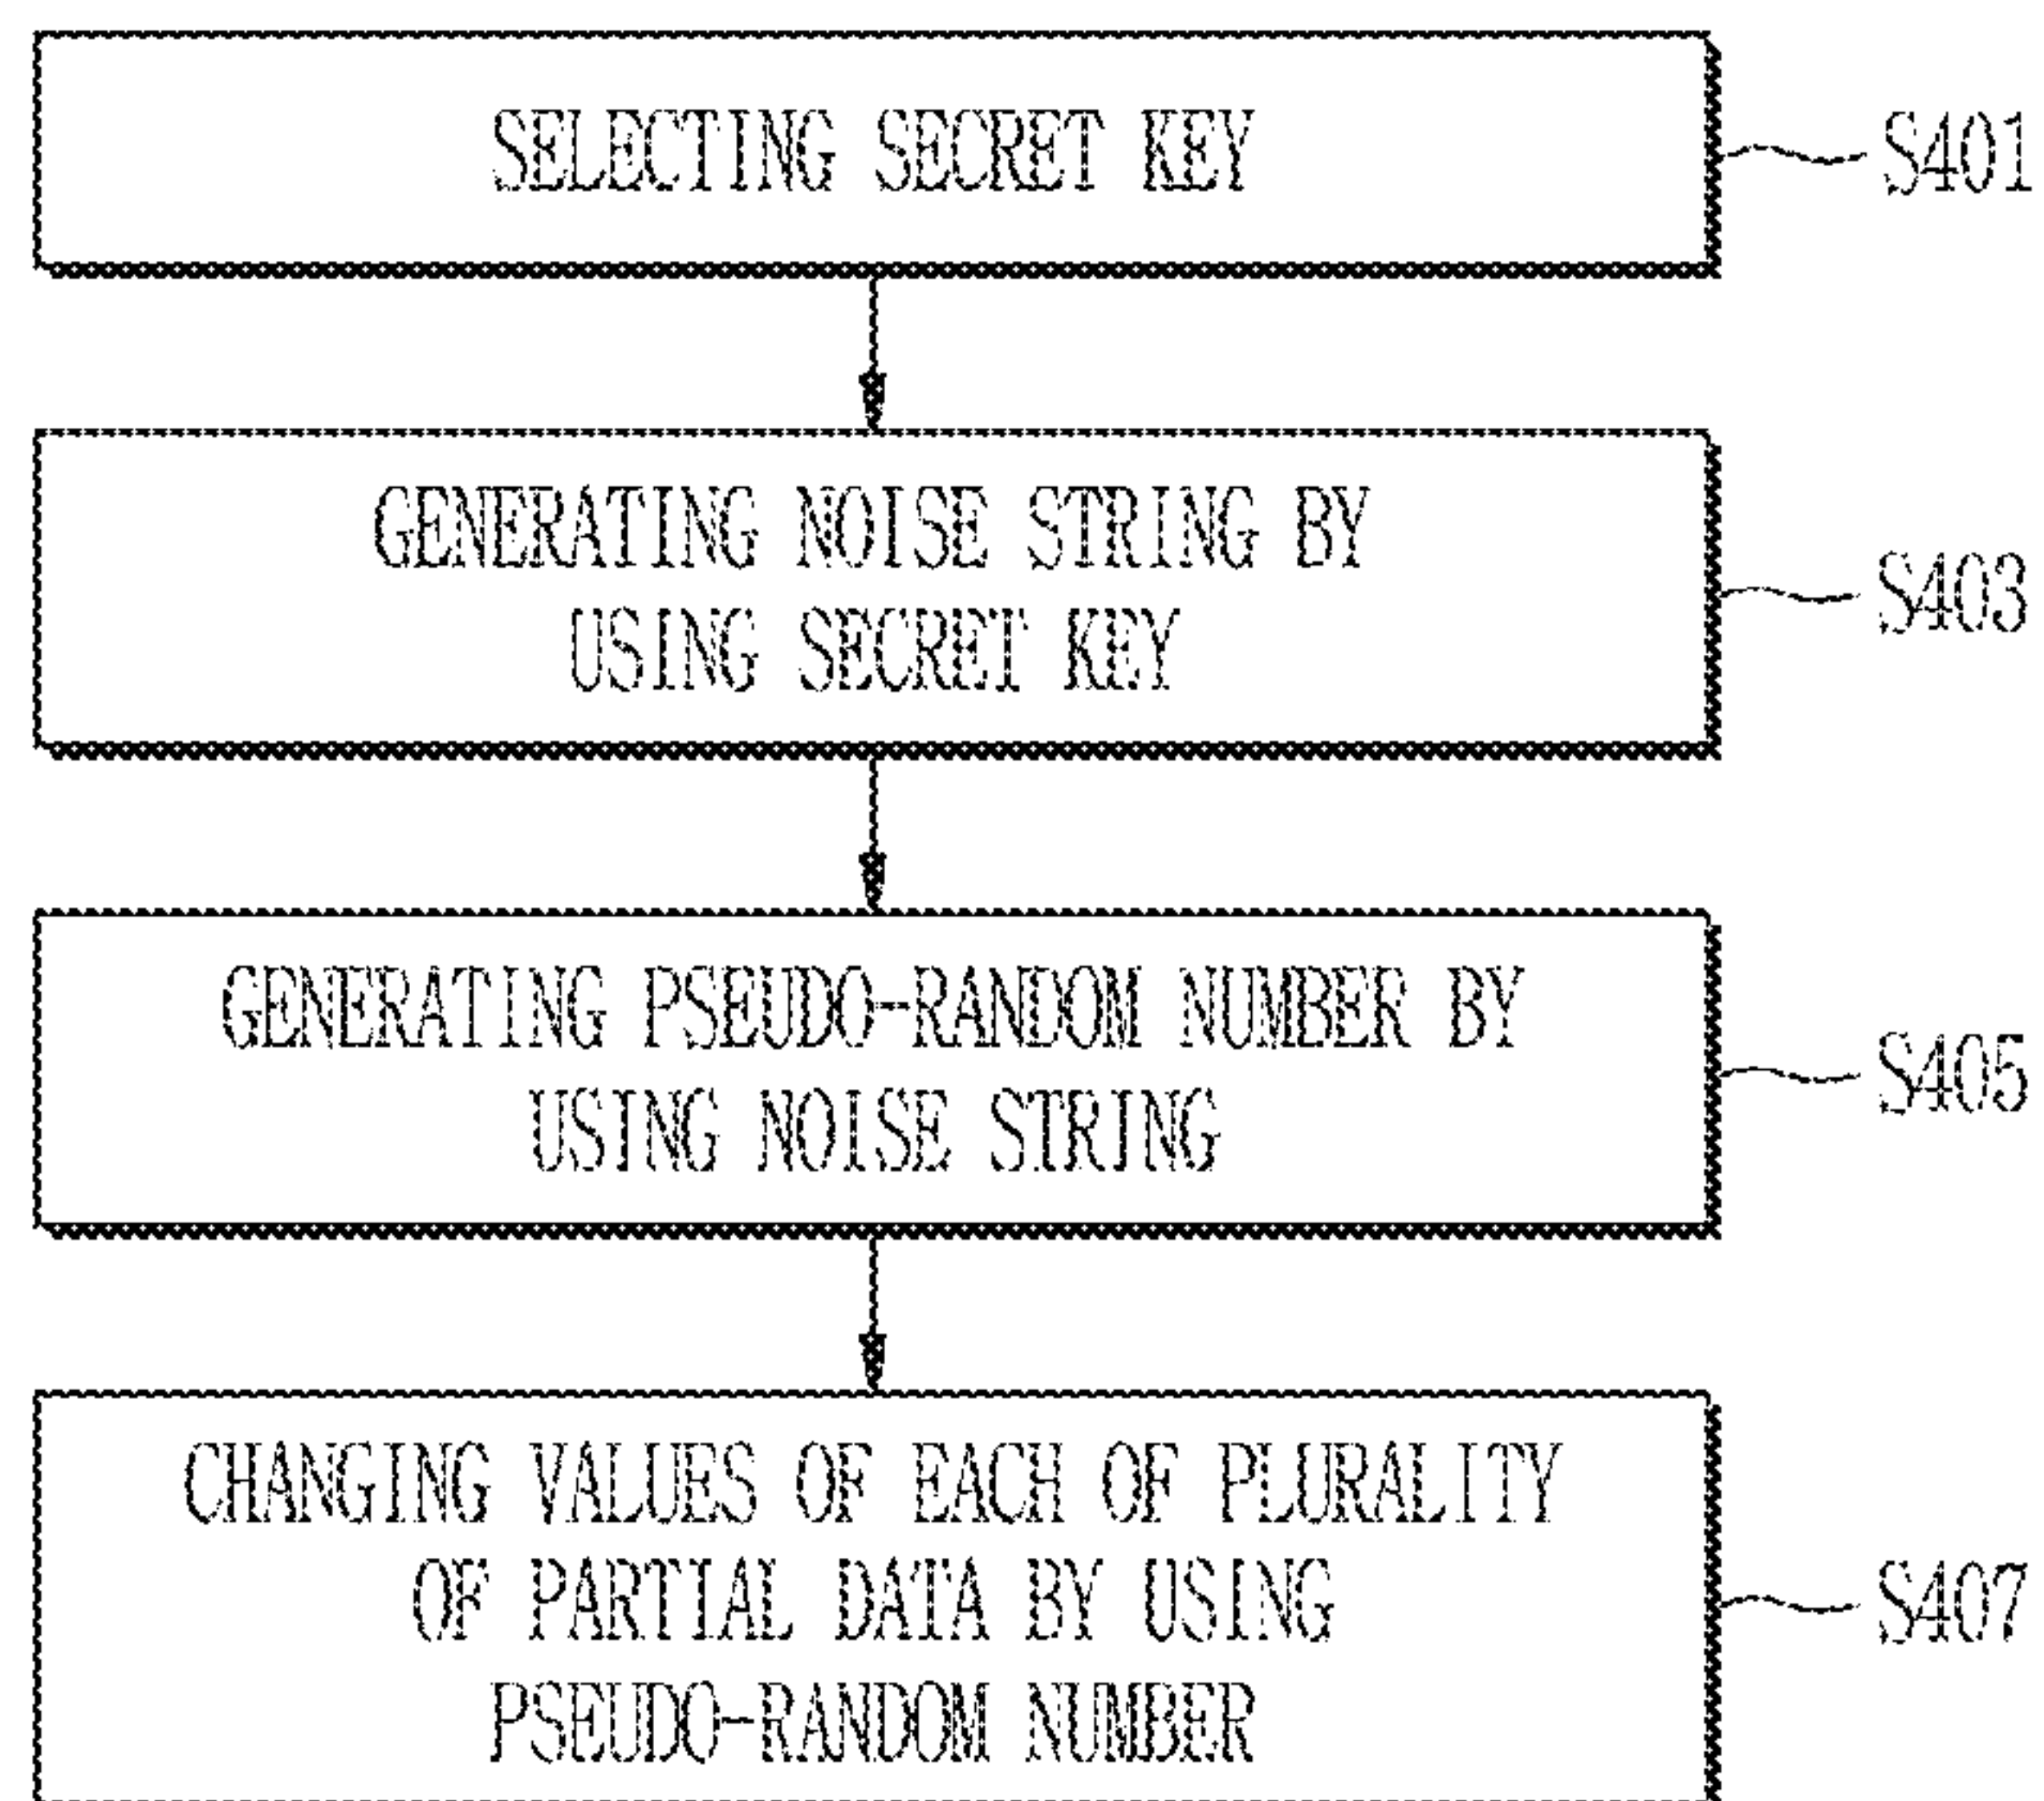 SELECTING SECRET KEY
S401
GENERATING NOISE STRING BY
USING SECRET KEY
S403
GENERATING PSEUDO-RANDOM NUMBER BY
USING NOISE STRING
S405
CHANGING VALUES OF EACH OF PLURALITY
OF PARTIAL DATA BY USING
PSEUDO-RANDOM NUMBER
S407